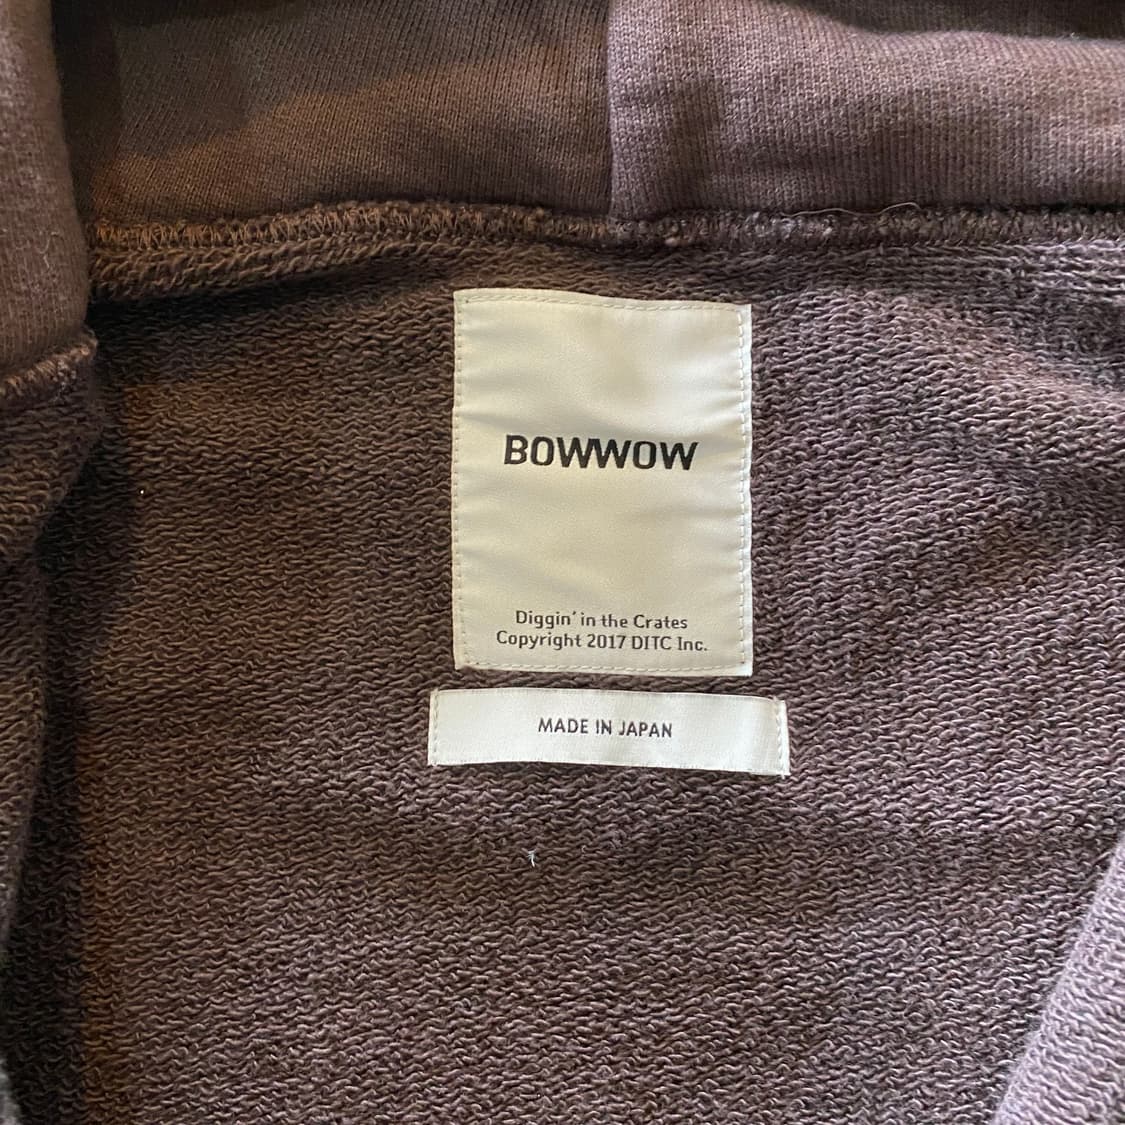 BOWWOW
Diggin' in the Crates
Copyright 2017 DITC Inc.
MADE IN JAPAN